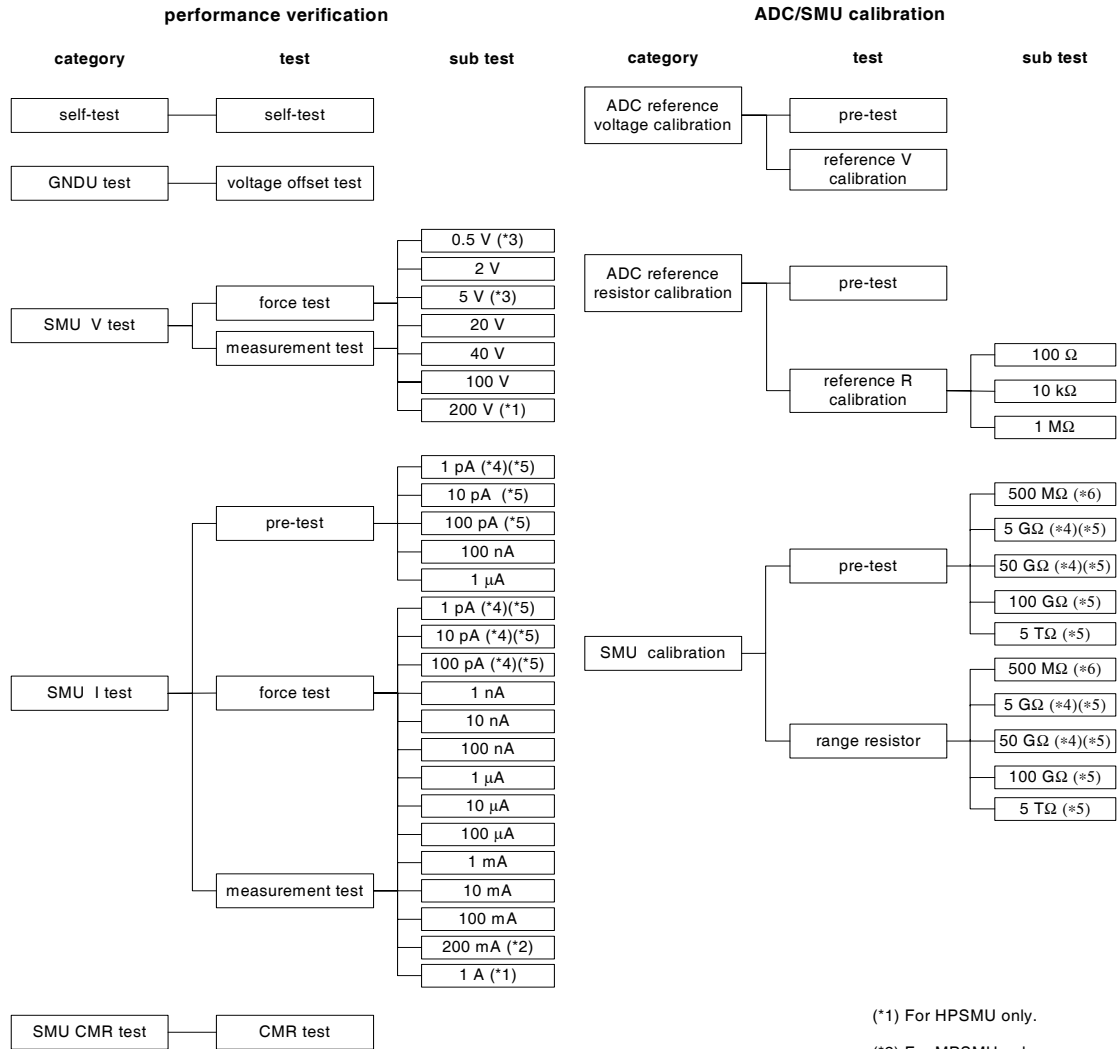 performance verification
category test sub test
self-test self-test
GNDU test voltage offset test
SMU V test
force test
measurement test
0.5 V (*3)
2 V
5 V (*3)
20 V
40 V
100 V
200 V (*1)
SMU I test
pre-test
1 pA (*4)(*5)
10 pA (*5)
100 pA (*5)
100 nA
1 µA
force test
measurement test
1 pA (*4)(*5)
10 pA (*4)(*5)
100 pA (*4)(*5)
1 nA
10 nA
100 nA
1 µA
10 µA
100 µA
1 mA
10 mA
100 mA
200 mA (*2)
1 A (*1)
SMU CMR test CMR test
ADC/SMU calibration
category test sub test
ADC reference
voltage calibration
pre-test
reference V
calibration
ADC reference
resistor calibration
pre-test
reference R
calibration
100 Ω
10 kΩ
1 MΩ
SMU calibration
pre-test
500 MΩ (*6)
5 GΩ (*4)(*5)
50 GΩ (*4)(*5)
100 GΩ (*5)
5 TΩ (*5)
range resistor
500 MΩ (*6)
5 GΩ (*4)(*5)
50 GΩ (*4)(*5)
100 GΩ (*5)
5 TΩ (*5)
(*1) For HPSMU only.
(*2) For MPSMU only